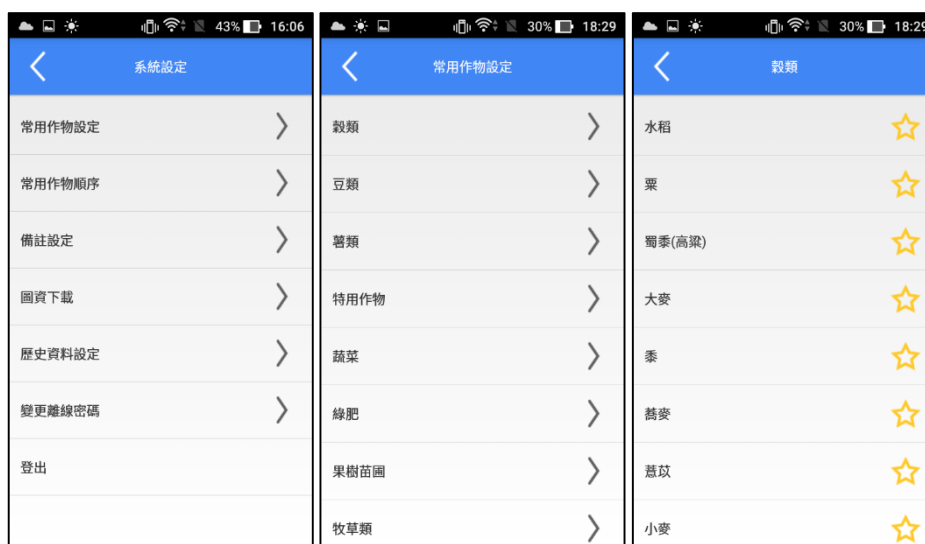 43% 16:06
系統設定
常用作物設定
常用作物順序
備註設定
圖資下載
歷史資料設定
變更離線密碼
登出
30% 18:29
常用作物設定
穀類
豆類
薯類
特用作物
蔬菜
綠肥
果樹苗圃
牧草類
30% 18:29
穀類
水稻
粟
蜀黍(高粱)
大麥
黍
蕎麥
薏苡
小麥